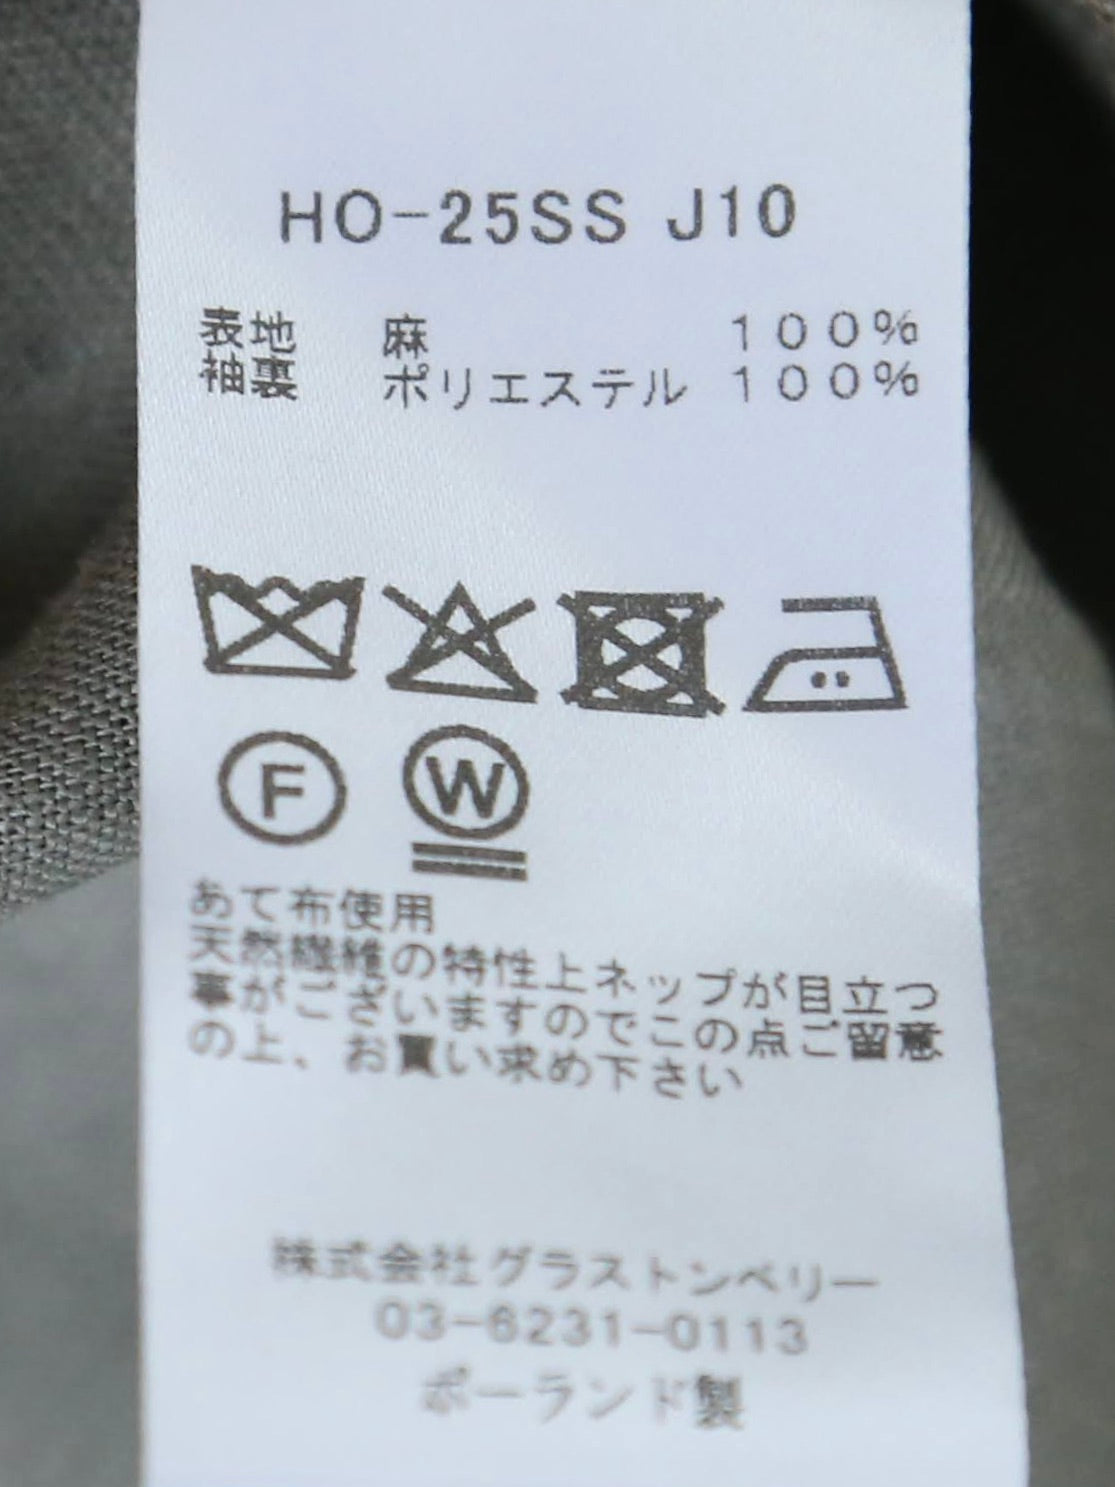 HO-25SS J10
表地 麻 100%
袖裏 ポリエステル 100%
F W
あて布使用
天然繊維の特性上ネップが目立つ
事がございますのでこの点ご留意
の上、お買い求め下さい
株式会社グラストンベリー
03-6231-0113
ポーランド製